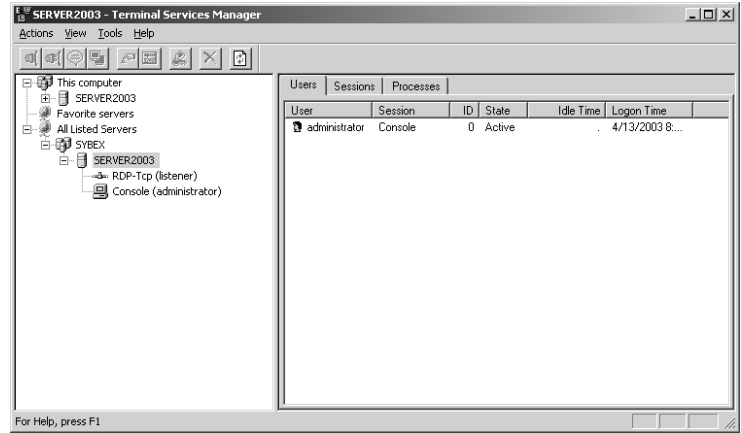 SERVER2003 - Terminal Services Manager
Actions View Tools Help
This computer
SERVER2003
Favorite servers
All Listed Servers
SYBEX
SERVER2003
RDP-Tcp (listener)
Console (administrator)
Users Sessions Processes
User Session ID State Idle Time Logon Time
administrator Console 0 Active . 4/13/2003 8:...
For Help, press F1